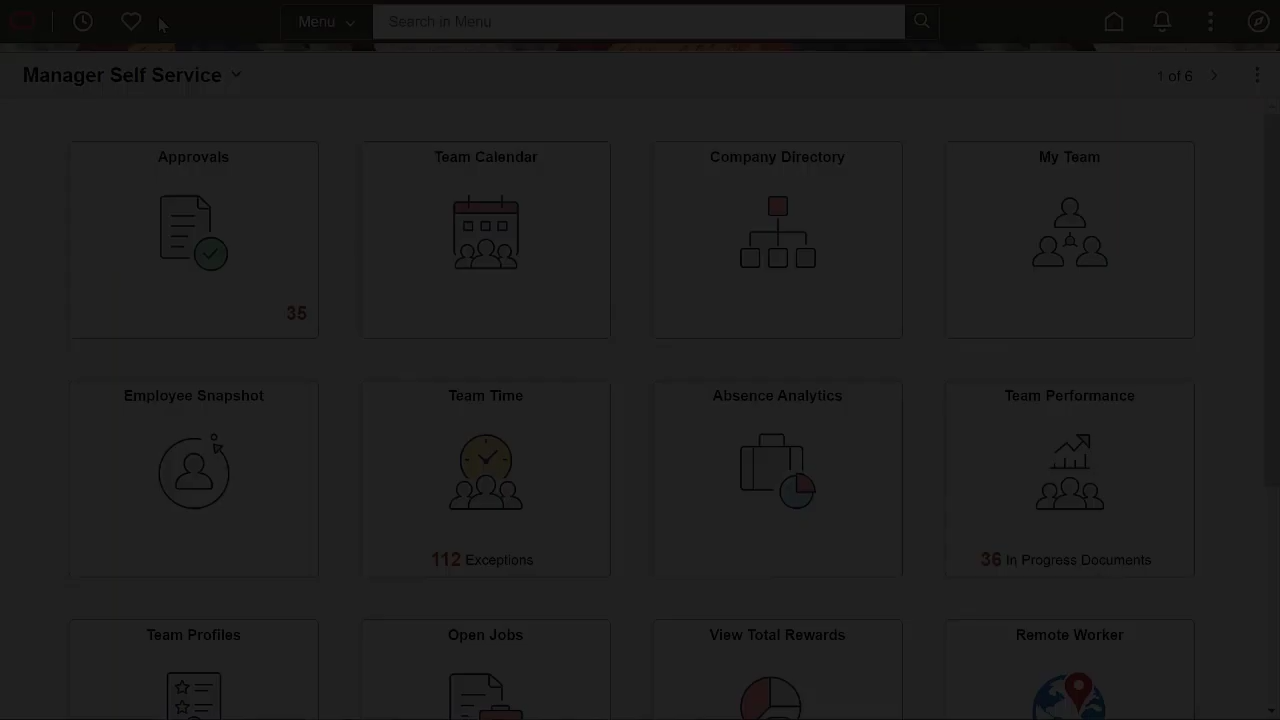 Menu
Search in Menu
Manager Self Service
1 of 6
Approvals
Team Calendar
Company Directory
My Team
35
Employee Snapshot
Team Time
Absence Analytics
Team Performance
112 Exceptions
36 In Progress Documents
Team Profiles
Open Jobs
View Total Rewards
Remote Worker